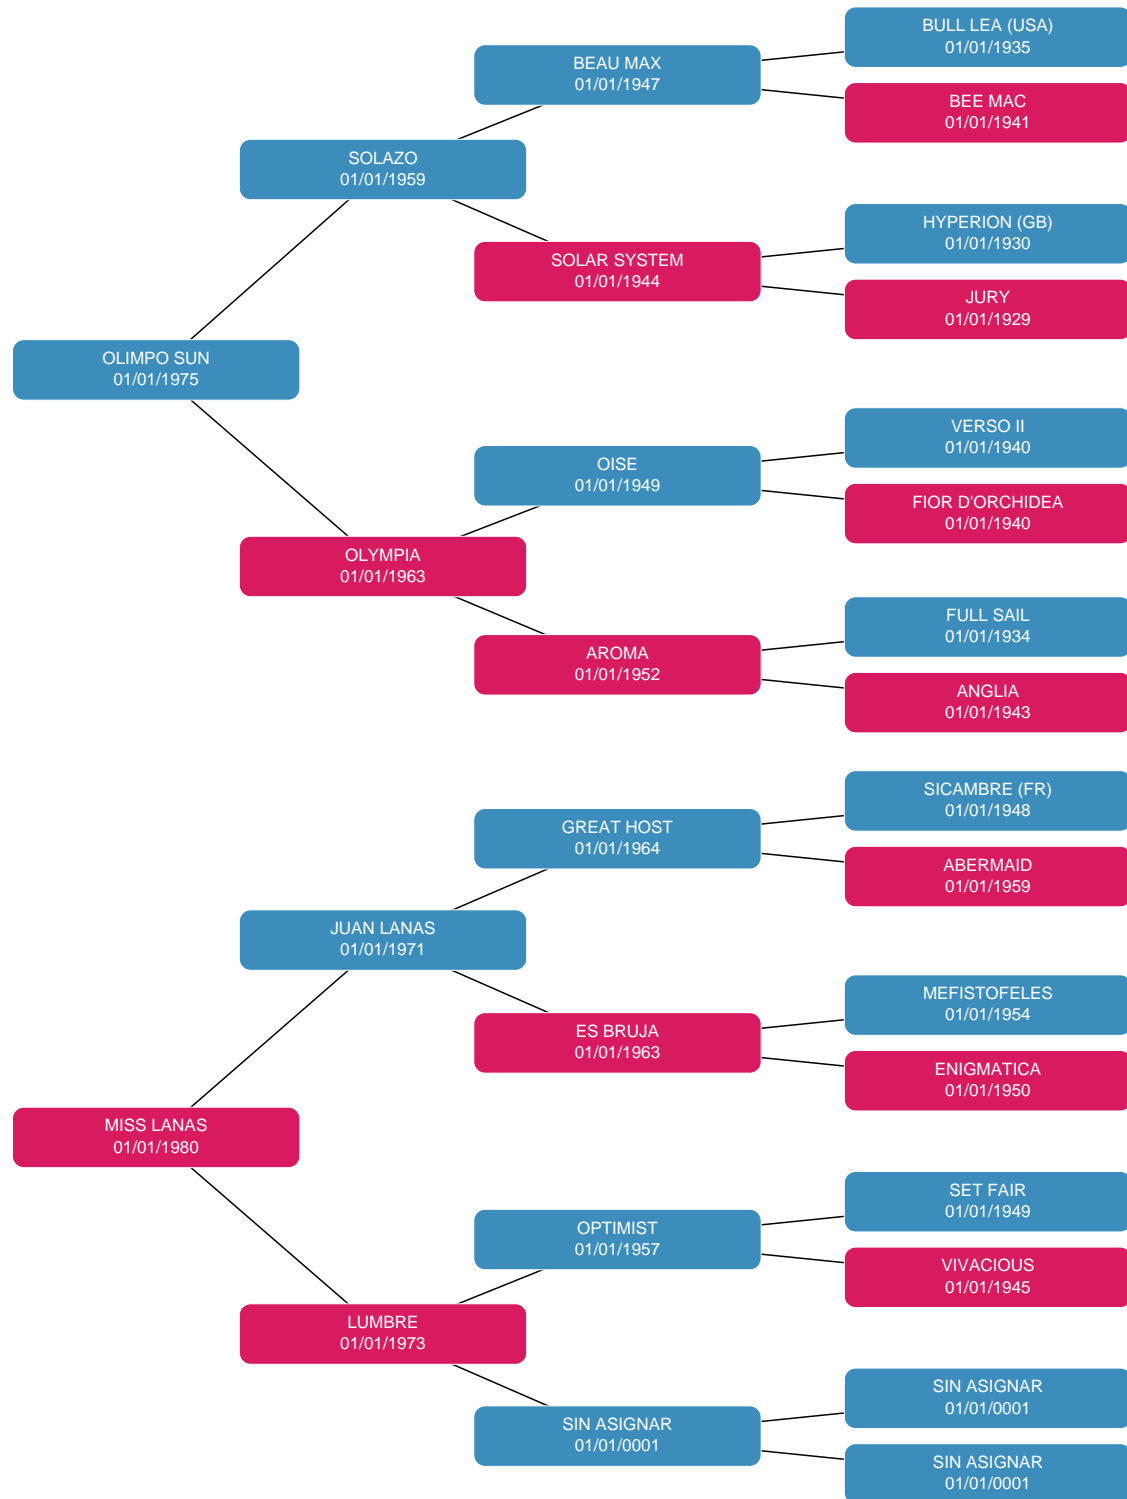 BULL LEA (USA)
01/01/1935
BEAU MAX
01/01/1947
BEE MAC
01/01/1941
SOLAZO
01/01/1959
HYPERION (GB)
01/01/1930
SOLAR SYSTEM
01/01/1944
JURY
01/01/1929
OLIMPO SUN
01/01/1975
VERSO II
01/01/1940
OISE
01/01/1949
FIOR D'ORCHIDEA
01/01/1940
OLYMPIA
01/01/1963
FULL SAIL
01/01/1934
AROMA
01/01/1952
ANGLIA
01/01/1943
SICAMBRE (FR)
01/01/1948
GREAT HOST
01/01/1964
ABERMAID
01/01/1959
JUAN LANAS
01/01/1971
MEFISTOFELES
01/01/1954
ES BRUJA
01/01/1963
ENIGMATICA
01/01/1950
MISS LANAS
01/01/1980
SET FAIR
01/01/1949
OPTIMIST
01/01/1957
VIVACIOUS
01/01/1945
LUMBRE
01/01/1973
SIN ASIGNAR
01/01/0001
SIN ASIGNAR
01/01/0001
SIN ASIGNAR
01/01/0001